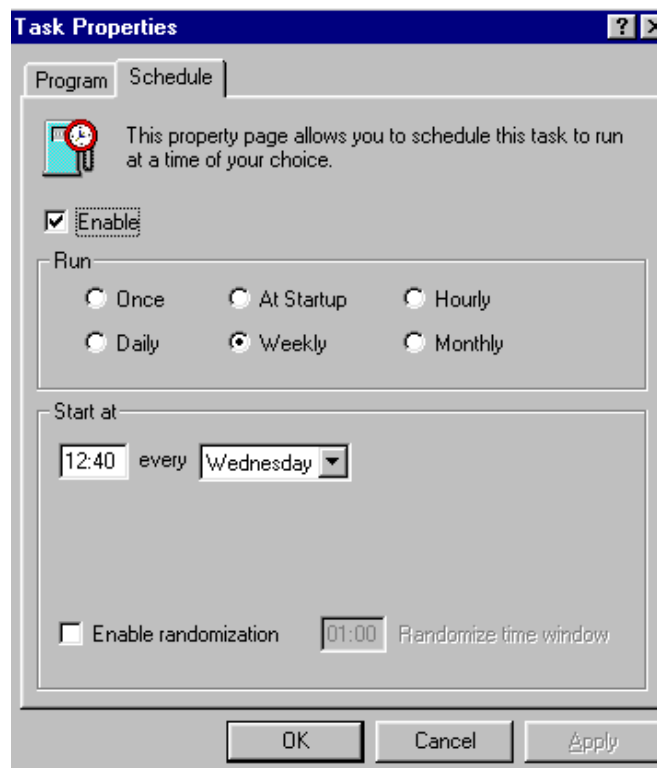 Task Properties
Program Schedule
This property page allows you to schedule this task to run
at a time of your choice.
Enable
Run
Once At Startup Hourly
Daily Weekly Monthly
Start at
12:40 every Wednesday
Enable randomization 01:00 Randomize time window
OK Cancel Apply